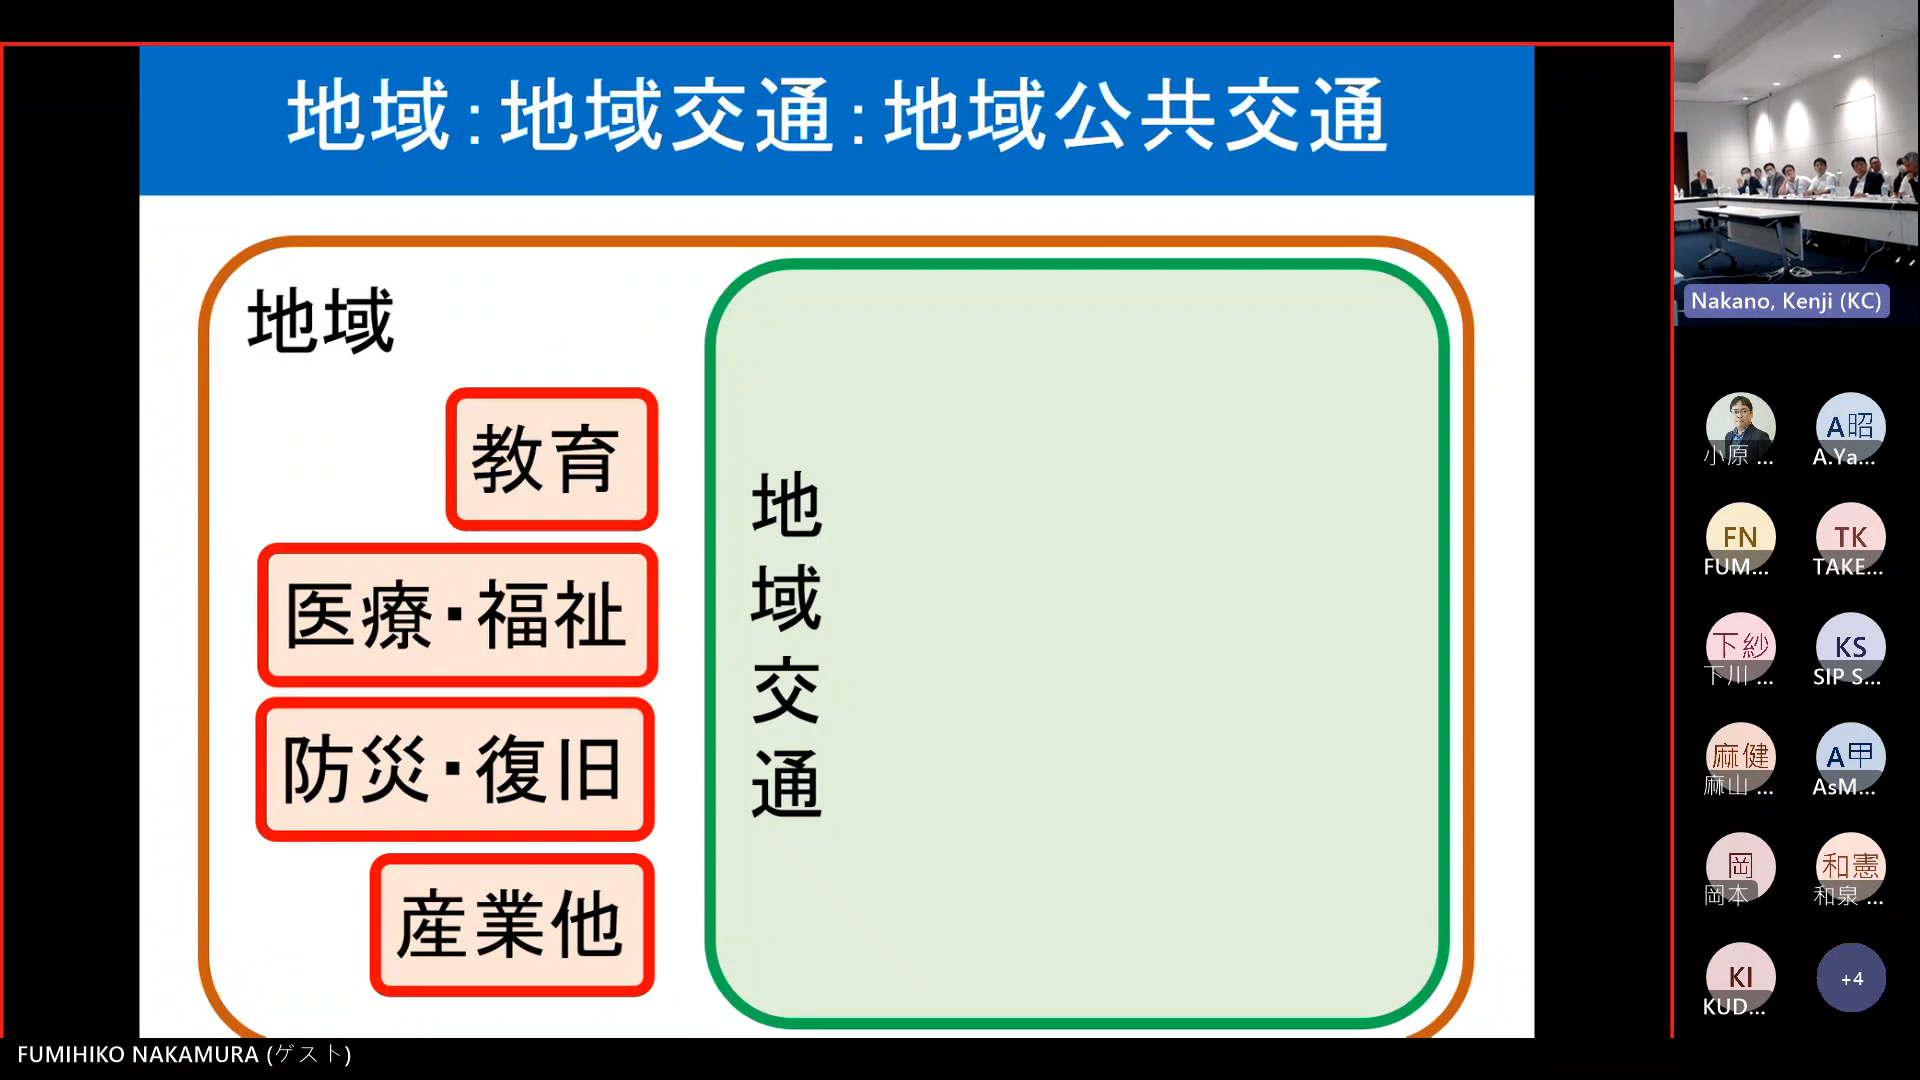 地域：地域交通：地域公共交通
地域
教育
医療・福祉
防災・復旧
産業他
地域交通
Nakano, Kenji (KC)
小原 ...
A昭
A.Ya...
FN
FUM...
TK
TAKE...
下紗
下川 ...
KS
SIP S...
麻健
麻山 ...
A甲
AsM...
岡
岡本
和憲
和泉 ...
KI
KUD...
+4
FUMIHIKO NAKAMURA (ゲスト)